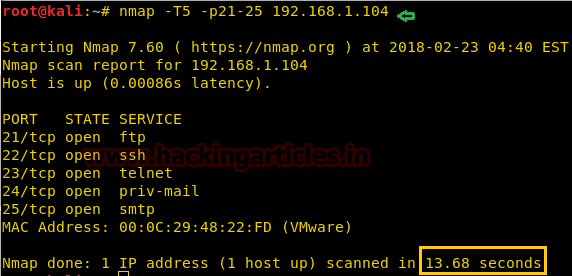 root@kali:~# nmap -T5 -p21-25 192.168.1.104
Starting Nmap 7.60 ( https://nmap.org ) at 2018-02-23 04:40 EST
Nmap scan report for 192.168.1.104
Host is up (0.00086s latency).
PORT STATE SERVICE
21/tcp open ftp
22/tcp open ssh
www.hackingarticles.in
23/tcp open telnet
24/tcp open priv-mail
25/tcp open smtp
MAC Address: 00:0C:29:48:22:FD (VMware)
Nmap done: 1 IP address (1 host up) scanned in 13.68 seconds